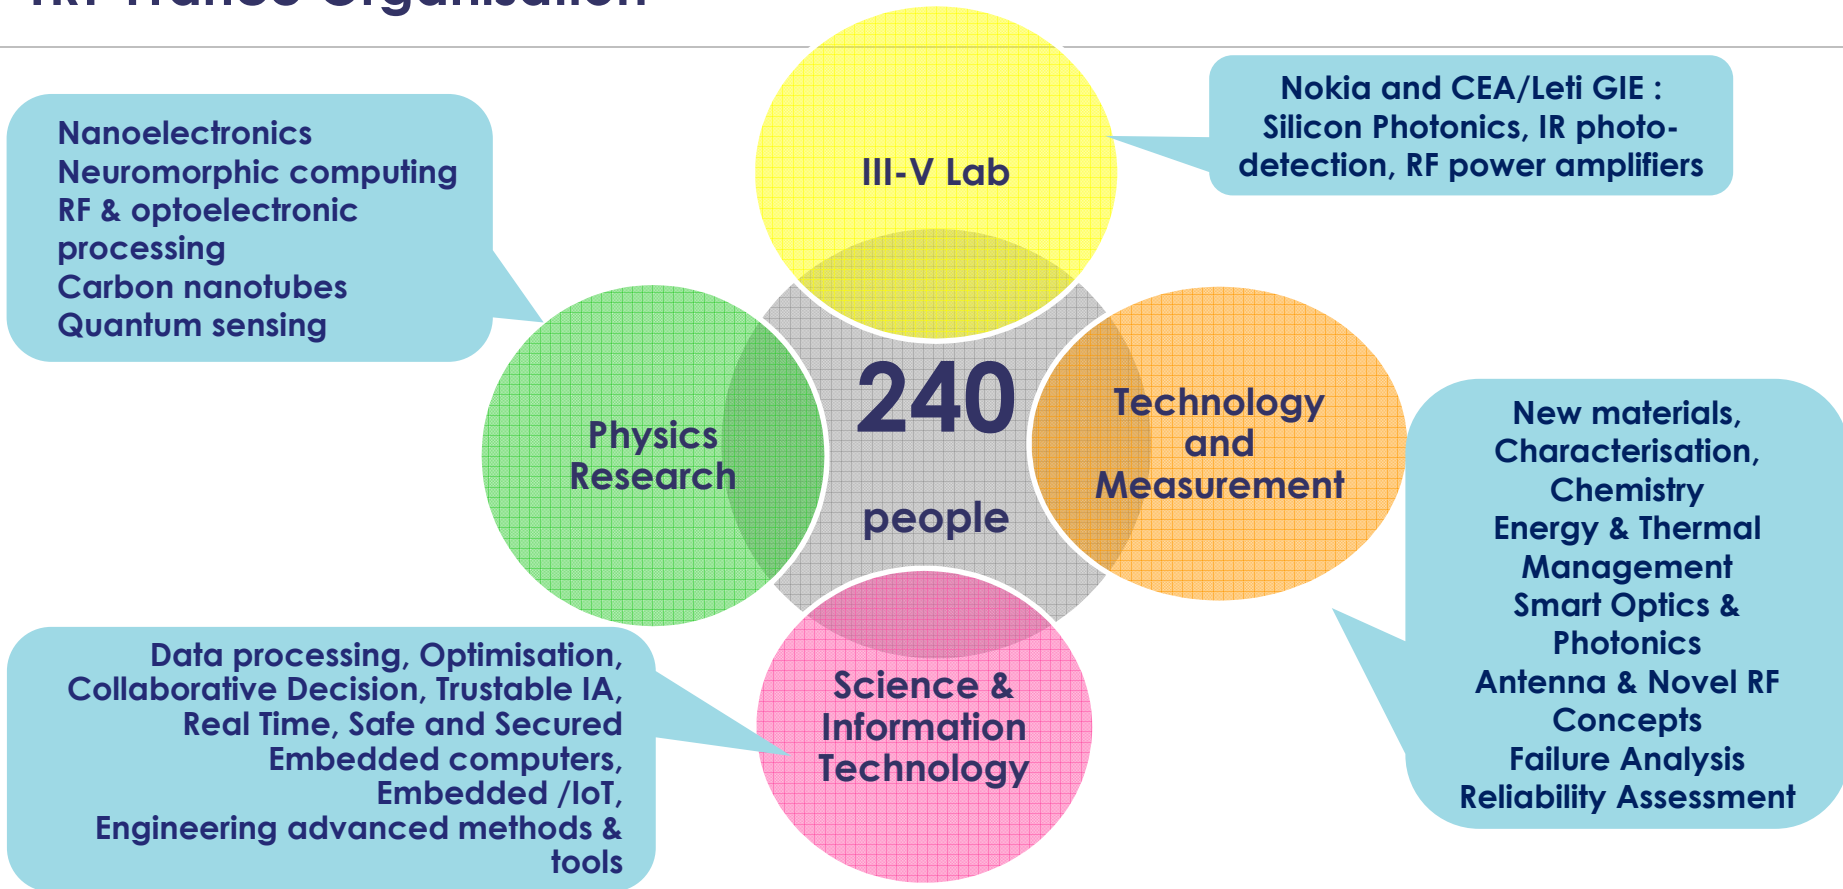 TRT-France Organisation
Nokia and CEA/Leti GIE :
Silicon Photonics, IR photo-
detection, RF power amplifiers
Nanoelectronics
Neuromorphic computing
RF & optoelectronic
processing
Carbon nanotubes
Quantum sensing
III-V Lab
240
people
Physics
Research
Technology
and
Measurement
New materials,
Characterisation,
Chemistry
Energy & Thermal
Management
Smart Optics &
Photonics
Antenna & Novel RF
Concepts
Failure Analysis
Reliability Assessment
Data processing, Optimisation,
Collaborative Decision, Trustable IA,
Real Time, Safe and Secured
Embedded computers,
Embedded /IoT,
Engineering advanced methods &
tools
Science &
Information
Technology